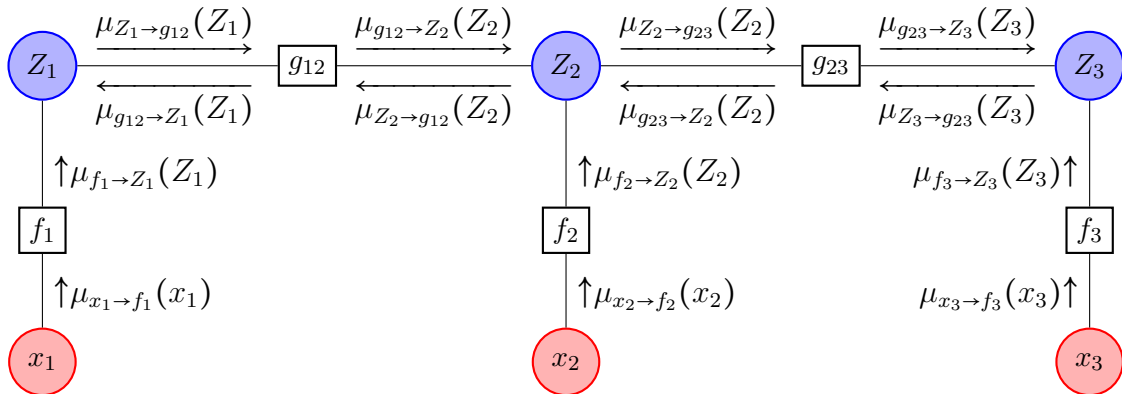 μ_{Z_1→g_{12}}(Z_1) μ_{g_{12}→Z_2}(Z_2) μ_{Z_2→g_{23}}(Z_2) μ_{g_{23}→Z_3}(Z_3)
Z_1 g_{12} Z_2 g_{23} Z_3
μ_{g_{12}→Z_1}(Z_1) μ_{Z_2→g_{12}}(Z_2) μ_{g_{23}→Z_2}(Z_2) μ_{Z_3→g_{23}}(Z_3)
↑μ_{f_1→Z_1}(Z_1) ↑μ_{f_2→Z_2}(Z_2) μ_{f_3→Z_3}(Z_3)↑
f_1 f_2 f_3
↑μ_{x_1→f_1}(x_1) ↑μ_{x_2→f_2}(x_2) μ_{x_3→f_3}(x_3)↑
x_1 x_2 x_3